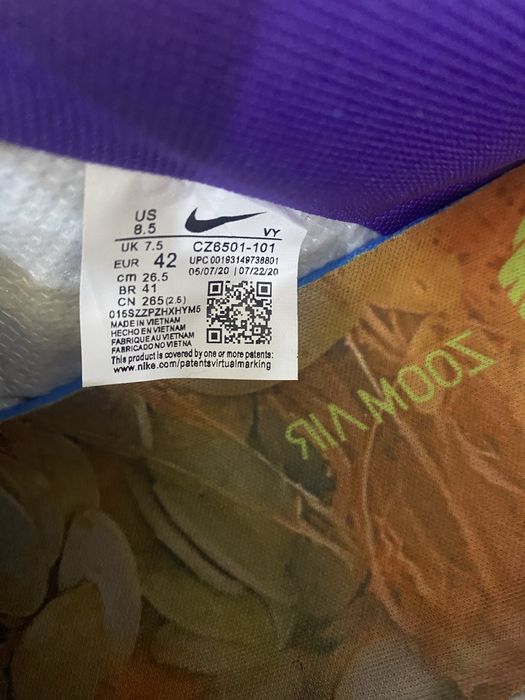 US
8.5
VY
UK 7.5 CZ6501-101
EUR 42 UPC 00193149738801
cm 26.5 05/07/20 | 07/22/20
BR 41
CN 265 (2.5)
015SZZPZHXHYM5
MADE IN VIETNAM
HECHO EN VIETNAM
FABRIQUE AU VIETNAM
FABRICADO NO VIETNA
This product is covered by one or more patents:
www.nike.com/patentsvirtualmarking
ZOOM VIP